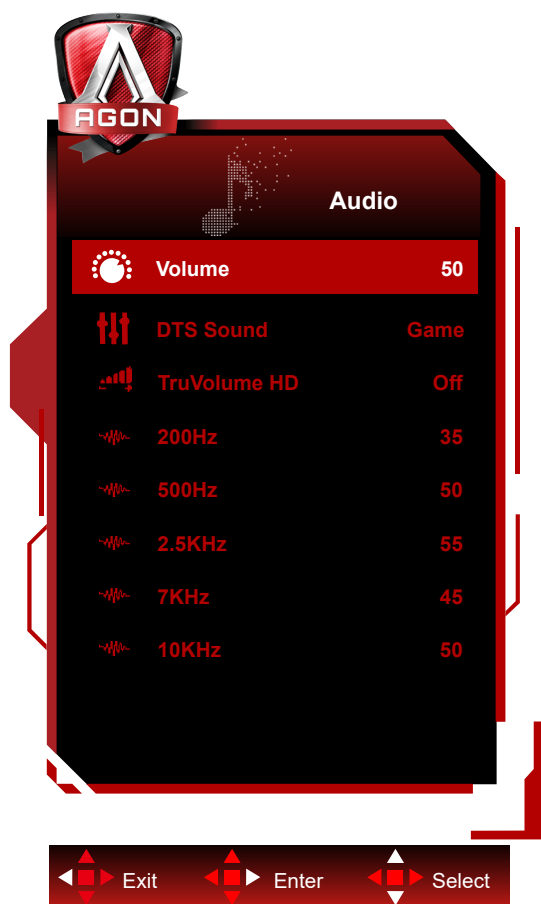 AGON
Audio
Volume 50
DTS Sound Game
TruVolume HD Off
200Hz 35
500Hz 50
2.5KHz 55
7KHz 45
10KHz 50
Exit Enter Select